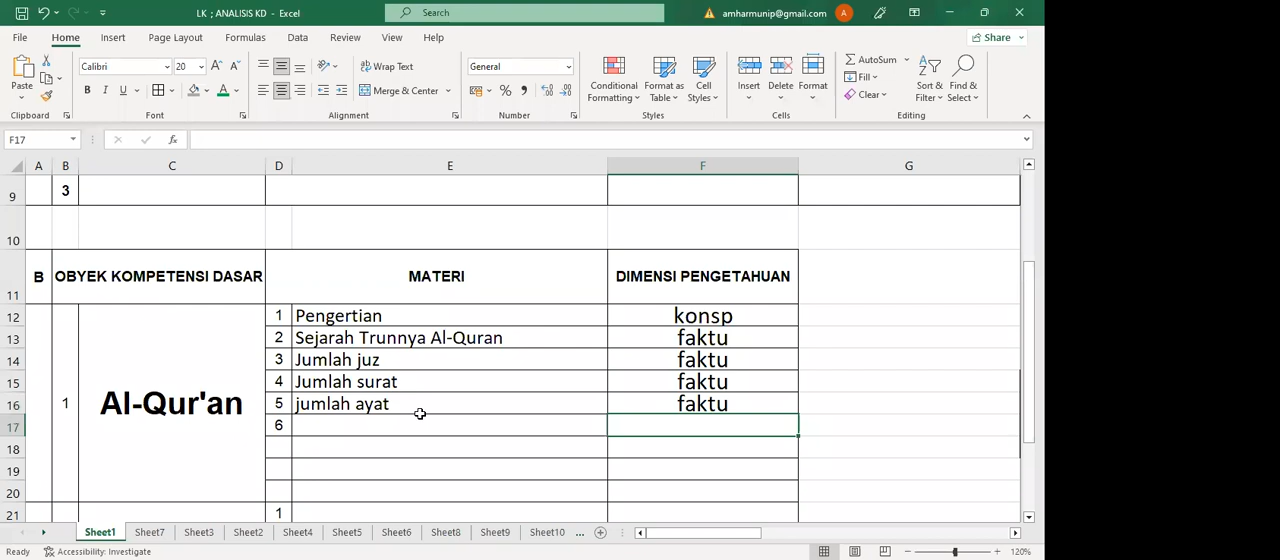 LK ; ANALISIS KD - Excel
Search
amharmunip@gmail.com
A
File Home Insert Page Layout Formulas Data Review View Help
Share
Paste
Calibri 20
B I U
Wrap Text
Merge & Center
General
Conditional Formatting
Format as Table
Cell Styles
Insert Delete Format
AutoSum
Fill
Clear
Sort & Filter
Find & Select
Clipboard Font Alignment Number Styles Cells Editing
F17 fx
A B C D E F G
9 3
10
11 B OBYEK KOMPETENSI DASAR MATERI DIMENSI PENGETAHUAN
12 1 Pengertian konsp
13 2 Sejarah Trunnya Al-Quran faktu
14 3 Jumlah juz faktu
15 4 Jumlah surat faktu
16 1 Al-Qur'an 5 jumlah ayat faktu
17 6
18
19
20
21 1
Sheet1 Sheet7 Sheet3 Sheet2 Sheet4 Sheet5 Sheet6 Sheet8 Sheet9 Sheet10 ...
Ready Accessibility: Investigate 120%